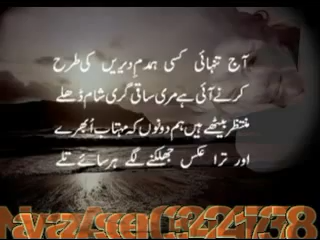 آج تنہائی کسی ہمدم دیریں کی طرح
کرنے آئی ہے مری ساقی گری شام ڈھلے
منتظر بیٹھے ہیں ہم دونوں کہ مہتاب اُبھرے
اور ترا عکس جھلکنے لگے ہر سائے تلے